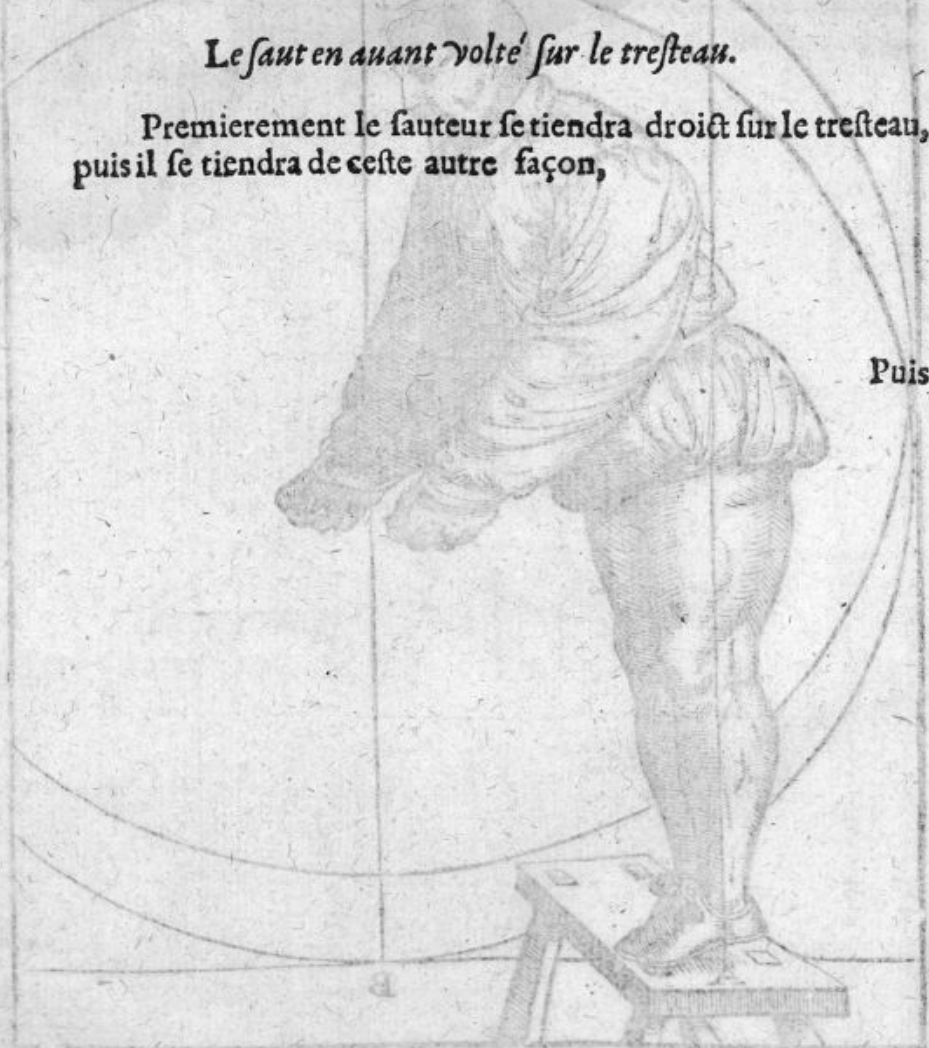 Le ſaut en auant volté ſur le treſteau.
Premierement le ſauteur ſe tiendra droict ſur le treſteau,
puis il ſe tiendra de ceſte autre façon,
Puis
a